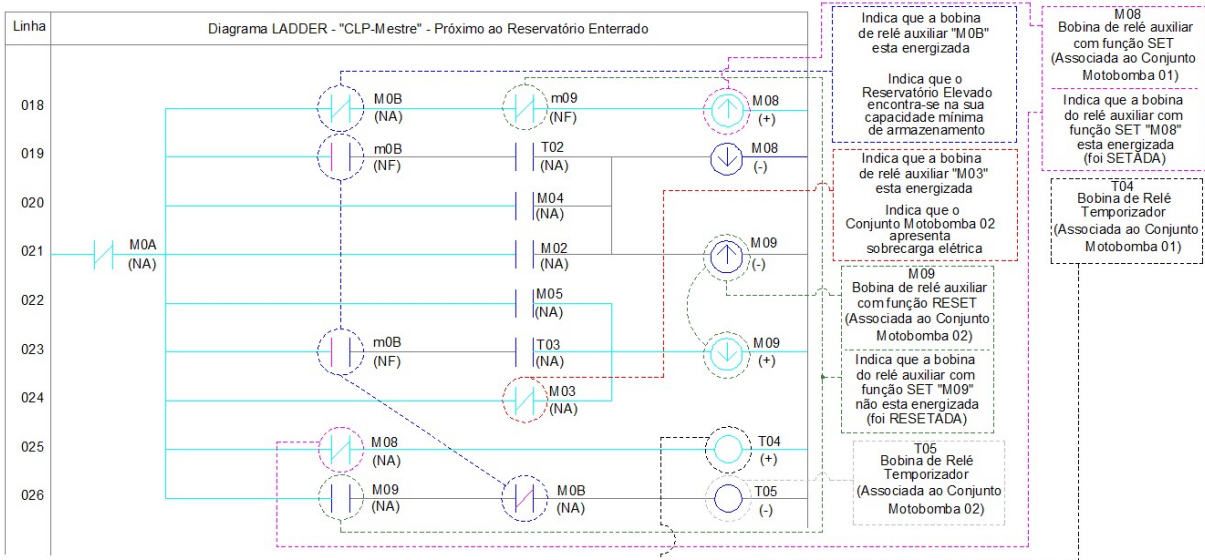 Linha
Diagrama LADDER - "CLP-Mestre" - Próximo ao Reservatório Enterrado
018
M0B
(NA)
m09
(NF)
M08
(+)
019
m0B
(NF)
T02
(NA)
M08
(-)
020
M04
(NA)
021
M0A
(NA)
M02
(NA)
M09
(-)
022
M05
(NA)
023
m0B
(NF)
T03
(NA)
M09
(+)
024
M03
(NA)
025
M08
(NA)
T04
(+)
026
M09
(NA)
M0B
(NA)
T05
(-)
Indica que a bobina
de relé auxiliar "M0B"
esta energizada
Indica que o
Reservatório Elevado
encontra-se na sua
capacidade mínima
de armazenamento
Indica que a bobina
de relé auxiliar "M03"
esta energizada
Indica que o
Conjunto Motobomba 02
apresenta
sobrecarga elétrica
M09
Bobina de relé auxiliar
com função RESET
(Associada ao Conjunto
Motobomba 02)
Indica que a bobina
do relé auxiliar com
função SET "M09"
não esta energizada
(foi RESETADA)
T05
Bobina de Relé
Temporizador
(Associada ao Conjunto
Motobomba 02)
M08
Bobina de relé auxiliar
com função SET
(Associada ao Conjunto
Motobomba 01)
Indica que a bobina
do relé auxiliar com
função SET "M08"
esta energizada
(foi SETADA)
T04
Bobina de Relé
Temporizador
(Associada ao Conjunto
Motobomba 01)